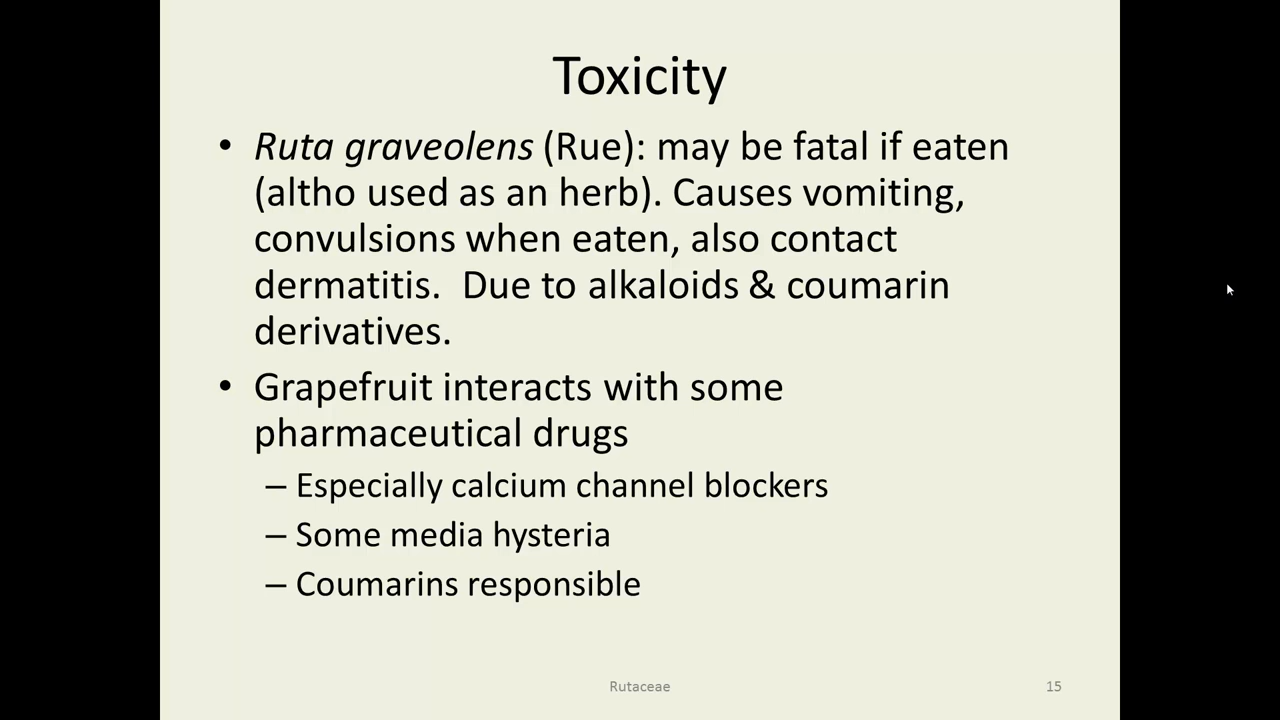 Toxicity
• Ruta graveolens (Rue): may be fatal if eaten
(altho used as an herb). Causes vomiting,
convulsions when eaten, also contact
dermatitis.  Due to alkaloids & coumarin
derivatives.
• Grapefruit interacts with some
pharmaceutical drugs
– Especially calcium channel blockers
– Some media hysteria
– Coumarins responsible
Rutaceae
15